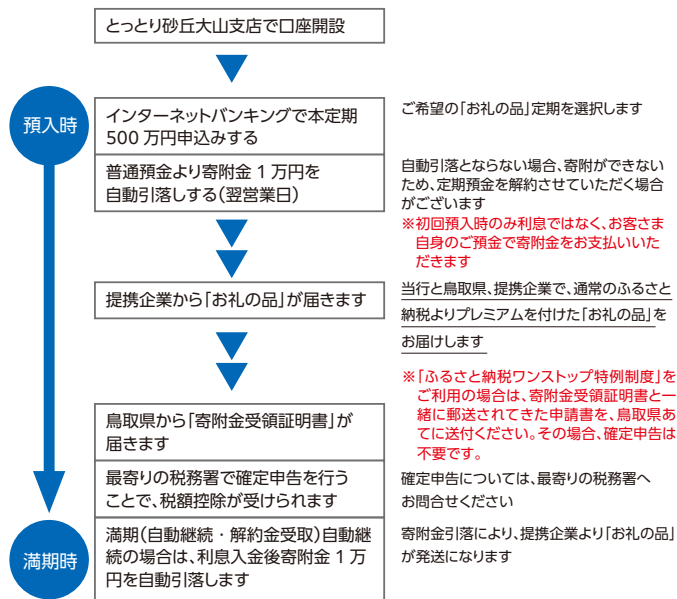 とっとり砂丘大山支店で口座開設
預入時
インターネットバンキングで本定期
500 万円申込みする
ご希望の「お礼の品」定期を選択します
普通預金より寄附金 1 万円を
自動引落しする(翌営業日)
自動引落とならない場合、寄附ができない
ため、定期預金を解約させていただく場合
がございます
※初回預入時のみ利息ではなく、お客さま
自身のご預金で寄附金をお支払いいた
だきます
提携企業から「お礼の品」が届きます
当行と鳥取県、提携企業で、通常のふるさと
納税よりプレミアムを付けた「お礼の品」を
お届けします
※「ふるさと納税ワンストップ特例制度」を
ご利用の場合は、寄附金受領証明書と一
緒に郵送されてきた申請書を、鳥取県あ
てに送付ください。その場合、確定申告は
不要です。
鳥取県から「寄附金受領証明書」が
届きます
最寄りの税務署で確定申告を行う
ことで、税額控除が受けられます
確定申告については、最寄りの税務署へ
お問合せください
満期時
満期(自動継続・解約金受取)自動継
続の場合は、利息入金後寄附金 1 万
円を自動引落します
寄附金引落により、提携企業より「お礼の品」
が発送になります